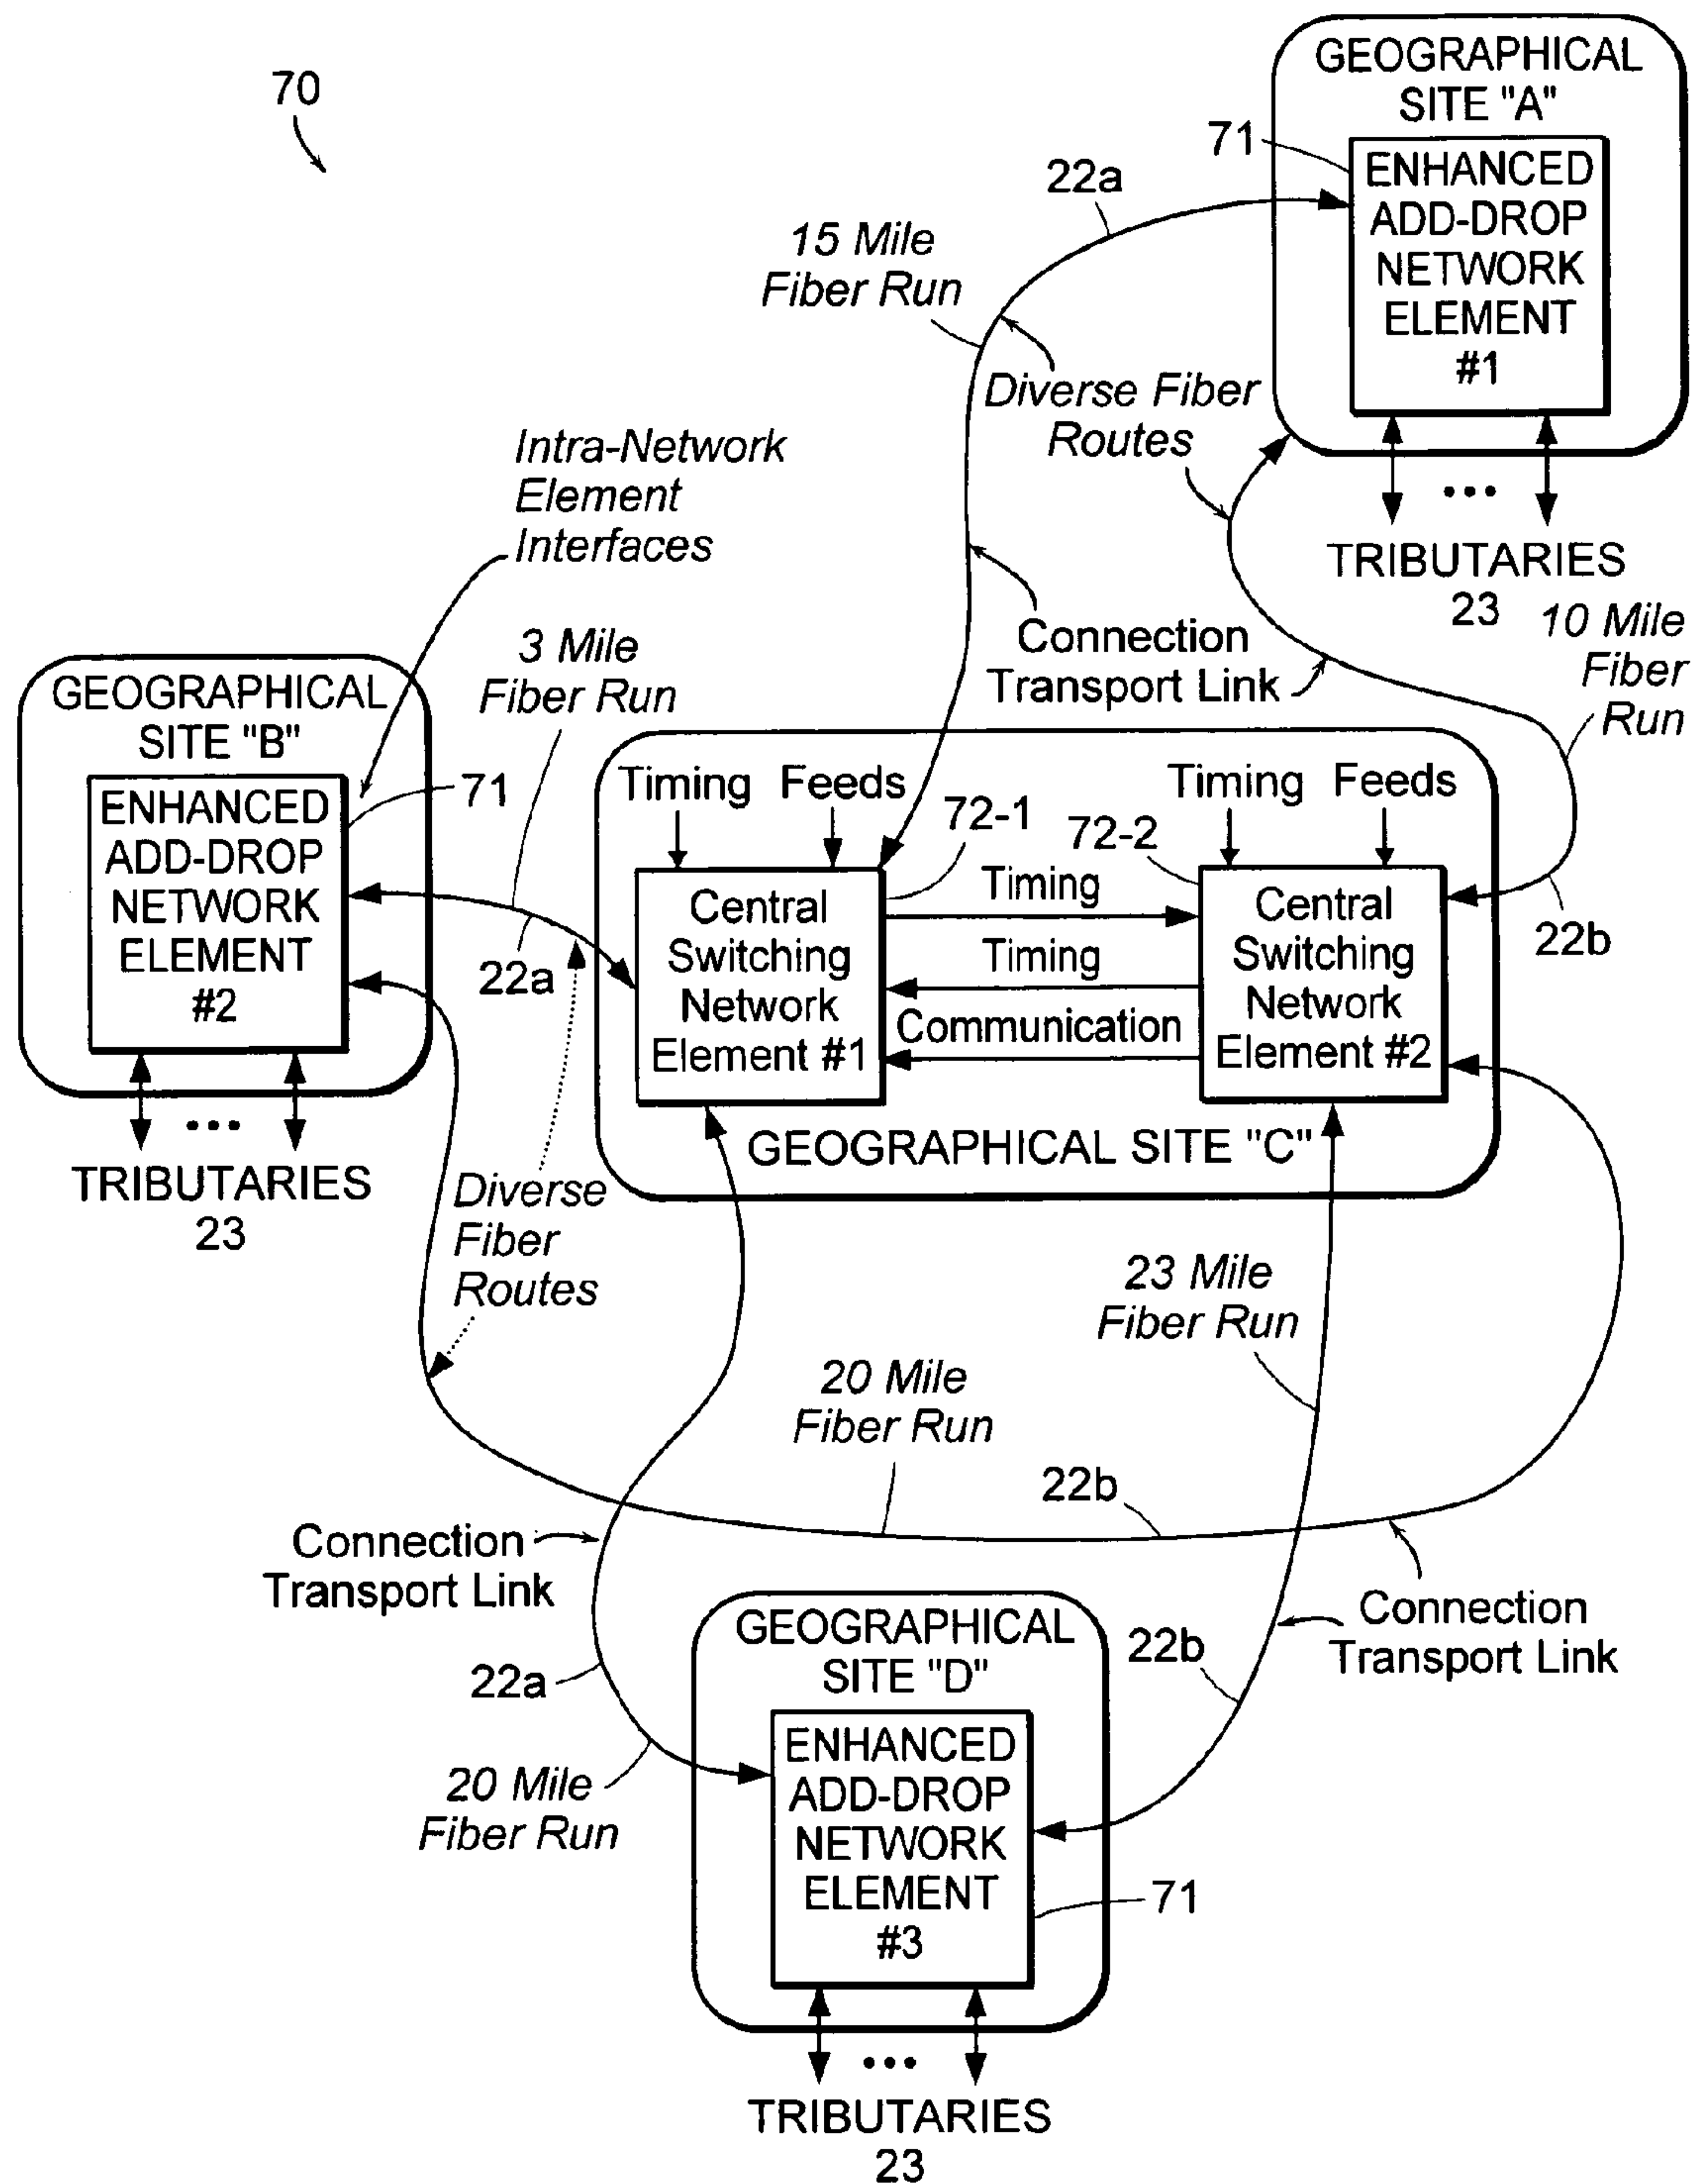 70
GEOGRAPHICAL
SITE "A"
71
ENHANCED
ADD-DROP
NETWORK
ELEMENT
#1
22a
15 Mile
Fiber Run
Diverse Fiber
Routes
...
TRIBUTARIES
23
10 Mile
Fiber
Run
Intra-Network
Element
Interfaces
Connection
Transport Link
3 Mile
Fiber Run
GEOGRAPHICAL
SITE "B"
71
ENHANCED
ADD-DROP
NETWORK
ELEMENT
#2
22a
...
TRIBUTARIES
23
Timing Feeds
72-1
72-2
Timing Feeds
Central
Switching
Network
Element #1
Timing
Timing
Communication
Central
Switching
Network
Element #2
22b
GEOGRAPHICAL SITE "C"
Diverse
Fiber
Routes
23 Mile
Fiber Run
20 Mile
Fiber Run
22b
Connection
Transport Link
22a
20 Mile
Fiber Run
GEOGRAPHICAL
SITE "D"
22b
Connection
Transport Link
ENHANCED
ADD-DROP
NETWORK
ELEMENT
#3
71
...
TRIBUTARIES
23